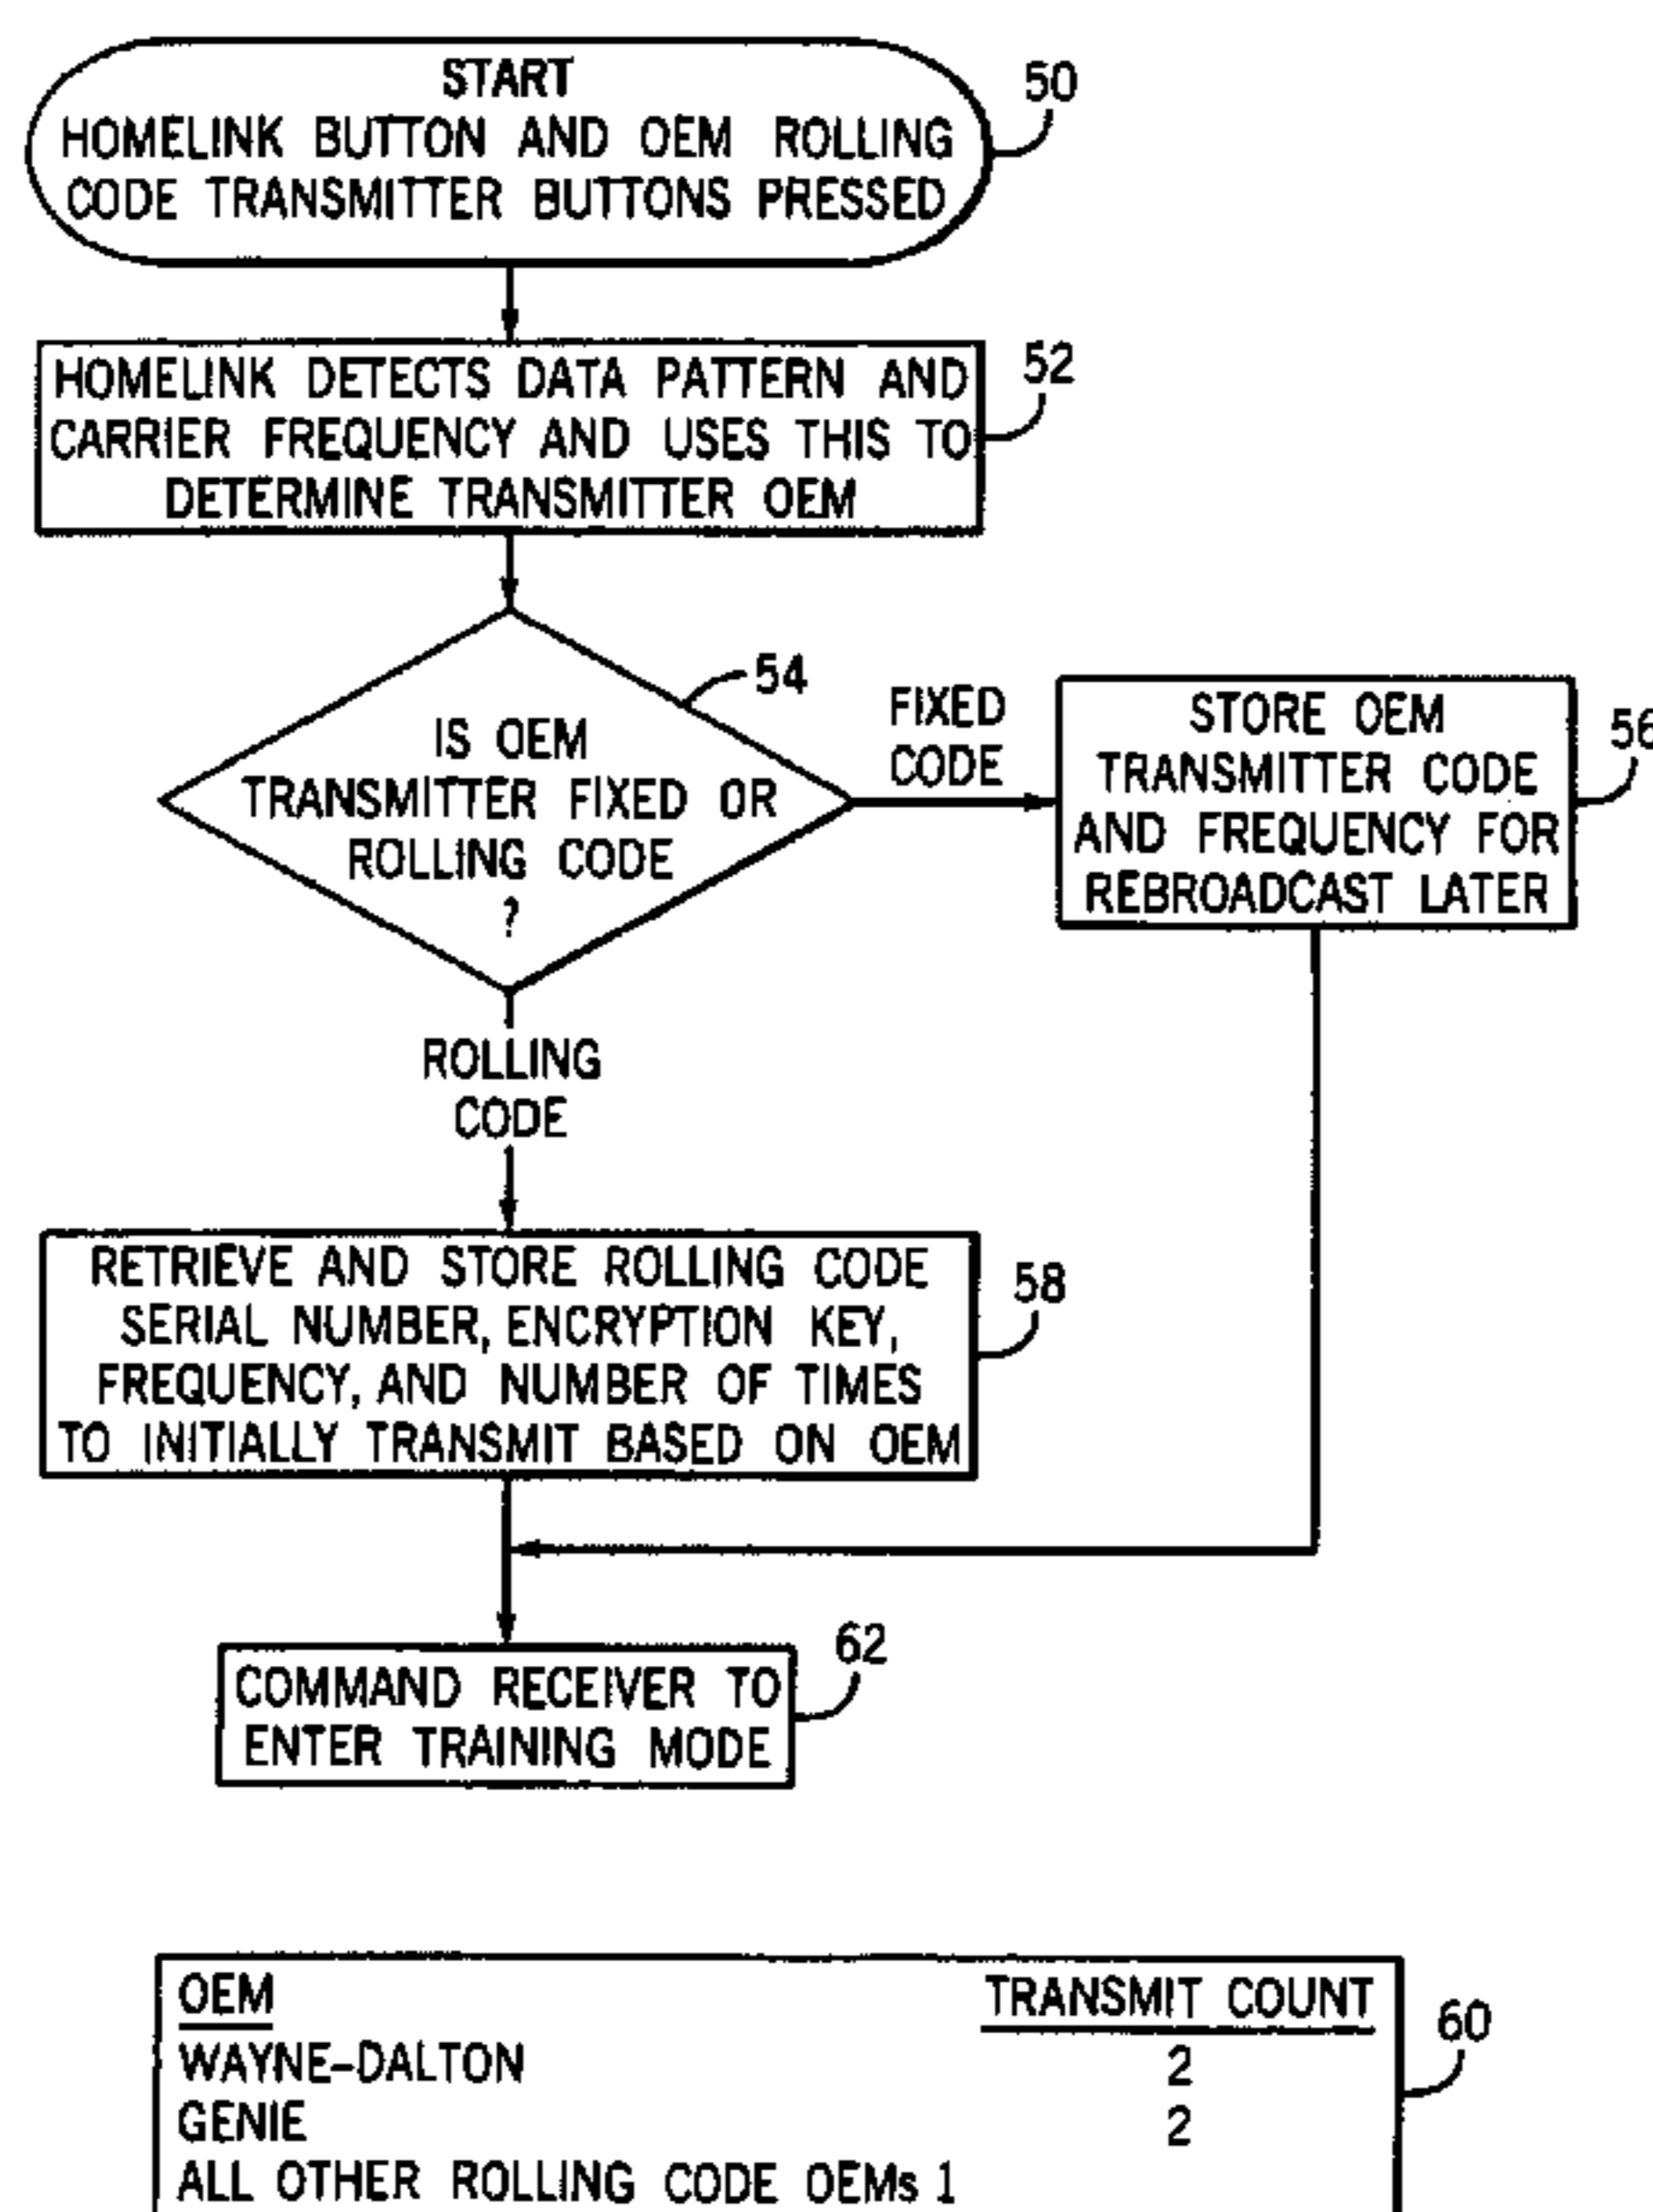 START
HOMELINK BUTTON AND OEM ROLLING
CODE TRANSMITTER BUTTONS PRESSED
50
HOMELINK DETECTS DATA PATTERN AND
CARRIER FREQUENCY AND USES THIS TO
DETERMINE TRANSMITTER OEM
52
IS OEM
TRANSMITTER FIXED OR
ROLLING CODE
?
54
FIXED
CODE
STORE OEM
TRANSMITTER CODE
AND FREQUENCY FOR
REBROADCAST LATER
56
ROLLING
CODE
RETRIEVE AND STORE ROLLING CODE
SERIAL NUMBER, ENCRYPTION KEY,
FREQUENCY, AND NUMBER OF TIMES
TO INITIALLY TRANSMIT BASED ON OEM
58
COMMAND RECEIVER TO
ENTER TRAINING MODE
62
OEM TRANSMIT COUNT
60
WAYNE-DALTON 2
GENIE 2
ALL OTHER ROLLING CODE OEMs 1